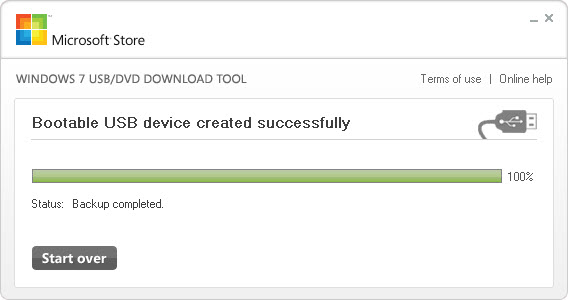 Microsoft Store
WINDOWS 7 USB/DVD DOWNLOAD TOOL Terms of use | Online help
Bootable USB device created successfully
100%
Status: Backup completed.
Start over